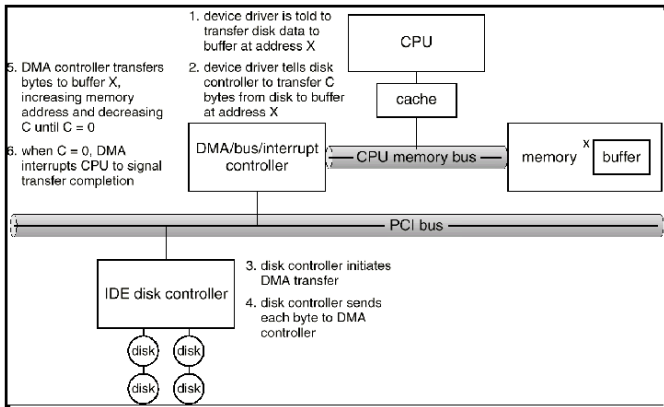 1. device driver is told to
transfer disk data to
buffer at address X
2. device driver tells disk
controller to transfer C
bytes from disk to buffer
at address X
CPU
cache
5. DMA controller transfers
bytes to buffer X,
increasing memory
address and decreasing
C until C = 0
6. when C = 0, DMA
interrupts CPU to signal
transfer completion
DMA/bus/interrupt
controller
CPU memory bus
memory
X
buffer
PCI bus
IDE disk controller
3. disk controller initiates
DMA transfer
4. disk controller sends
each byte to DMA
controller
disk
disk
disk
disk